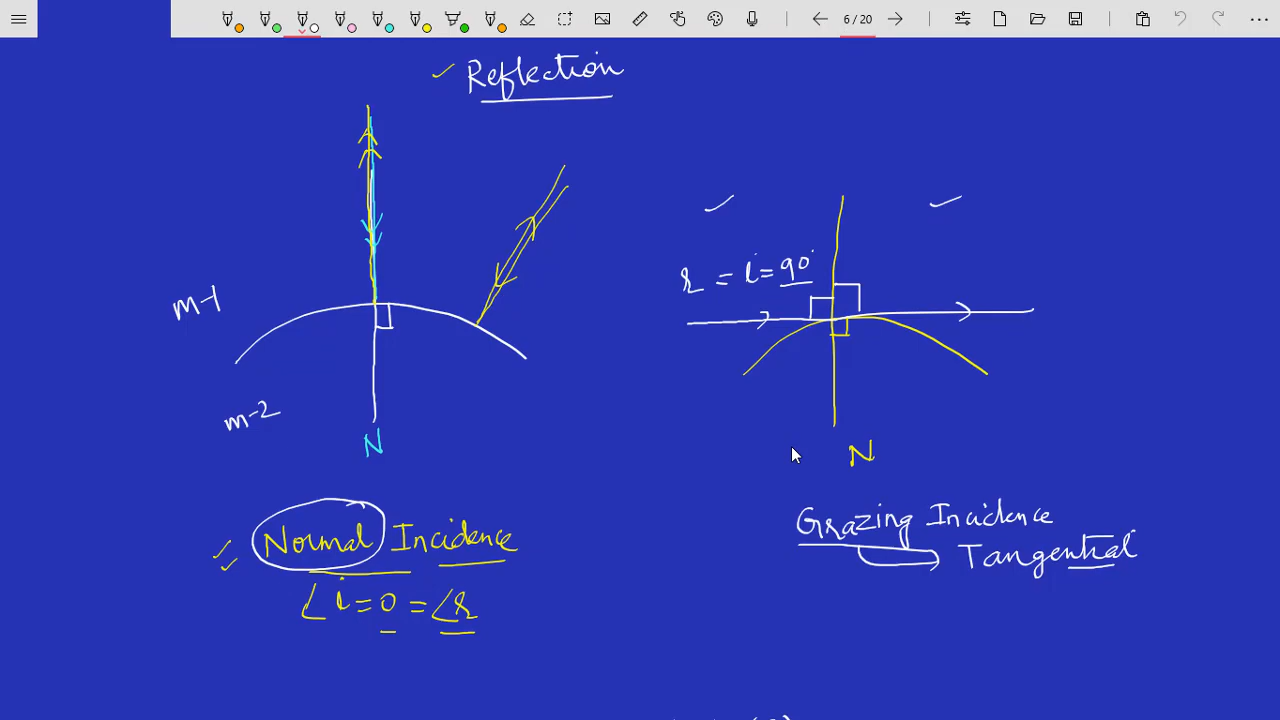 6 / 20
Reflection
m-1
m-2
N
Normal Incidence
∠i = 0 = ∠r
r = i = 90°
N
Grazing Incidence
Tangential